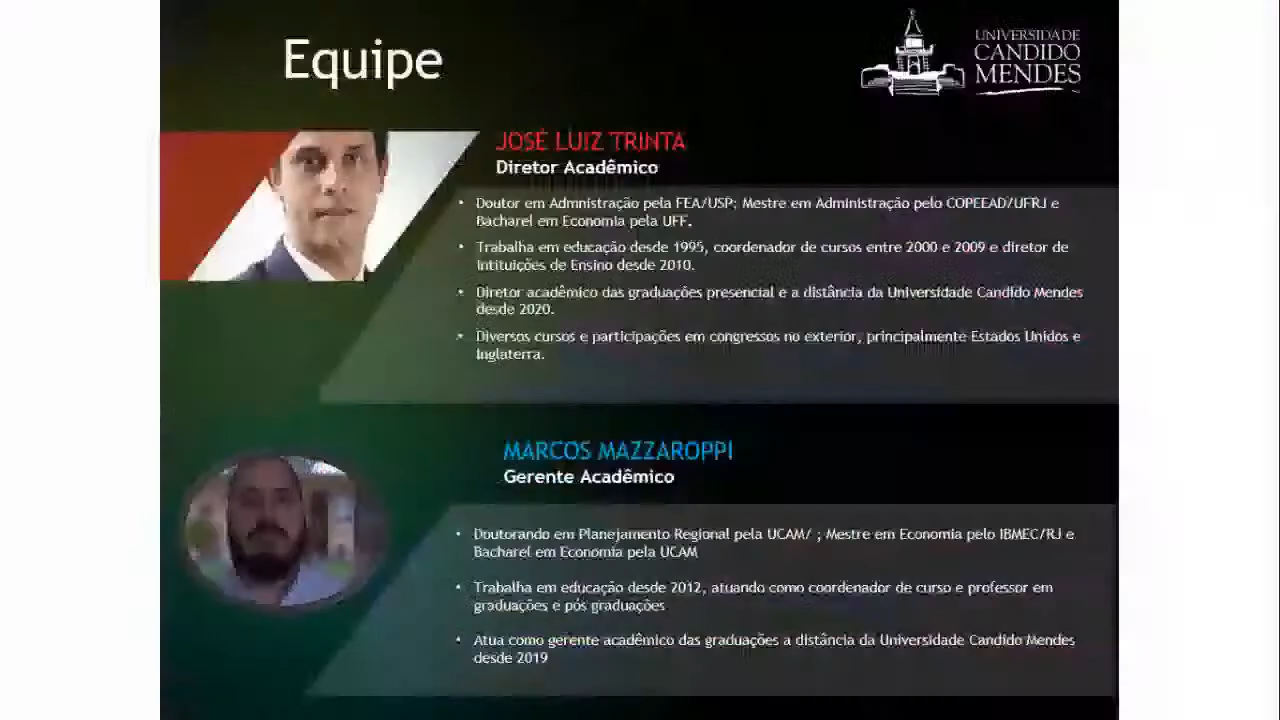 Equipe
UNIVERSIDADE
CANDIDO
MENDES
JOSÉ LUIZ TRINTA
Diretor Acadêmico
• Doutor em Admnistração pela FEA/USP; Mestre em Administração pelo COPEEAD/UFRJ e
Bacharel em Economia pela UFF.
• Trabalha em educação desde 1995, coordenador de cursos entre 2000 e 2009 e diretor de
Intituições de Ensino desde 2010.
• Diretor acadêmico das graduações presencial e a distância da Universidade Candido Mendes
desde 2020.
• Diversos cursos e participações em congressos no exterior, principalmente Estados Unidos e
Inglaterra.
MARCOS MAZZAROPPI
Gerente Acadêmico
• Doutorando em Planejamento Regional pela UCAM/ ; Mestre em Economia pelo IBMEC/RJ e
Bacharel em Economia pela UCAM
• Trabalha em educação desde 2012, atuando como coordenador de curso e professor em
graduações e pós graduações
• Atua como gerente acadêmico das graduações a distância da Universidade Candido Mendes
desde 2019